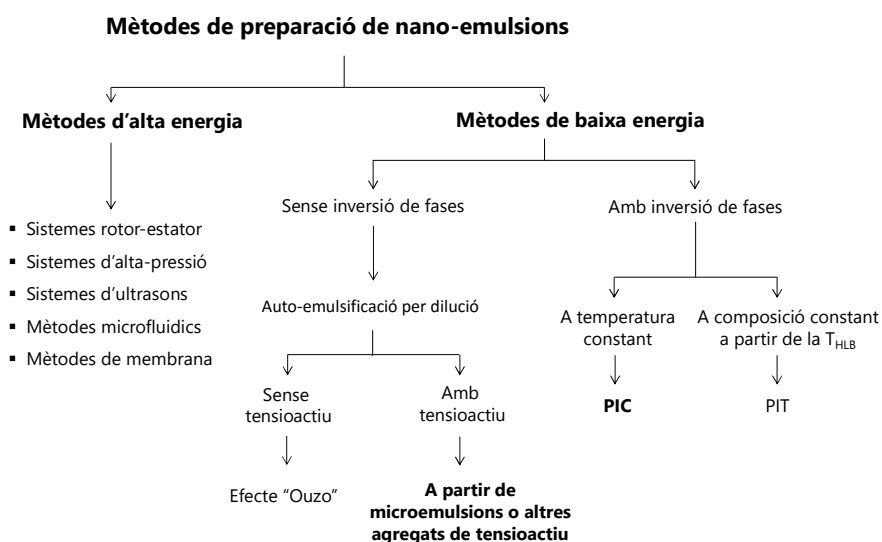 Mètodes de preparació de nano-emulsions
Mètodes d'alta energia
Mètodes de baixa energia
▪ Sistemes rotor-estator
▪ Sistemes d'alta-pressió
▪ Sistemes d'ultrasons
▪ Mètodes microfluidics
▪ Mètodes de membrana
Sense inversió de fases
Amb inversió de fases
Auto-emulsificació per dilució
A temperatura
constant
A composició constant
a partir de la T_HLB
Sense
tensioactiu
Amb
tensioactiu
PIC
PIT
Efecte "Ouzo"
A partir de
microemulsions o altres
agregats de tensioactiu